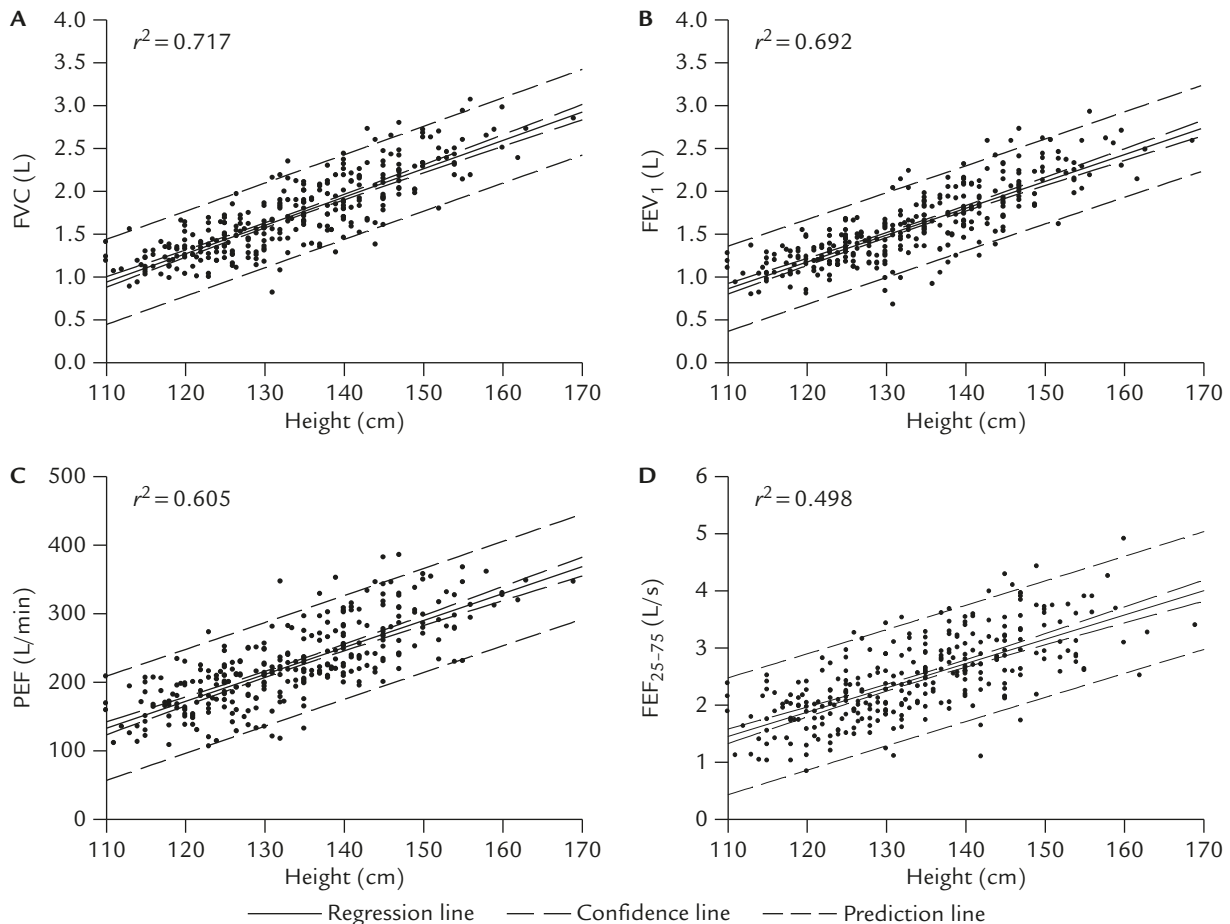 A
r² = 0.717
FVC (L)
4.0
3.5
3.0
2.5
2.0
1.5
1.0
0.5
0.0
110 120 130 140 150 160 170
Height (cm)
B
r² = 0.692
FEV₁ (L)
4.0
3.5
3.0
2.5
2.0
1.5
1.0
0.5
0.0
110 120 130 140 150 160 170
Height (cm)
C
r² = 0.605
PEF (L/min)
500
400
300
200
100
0
110 120 130 140 150 160 170
Height (cm)
D
r² = 0.498
FEF₂₅₋₇₅ (L/s)
6
5
4
3
2
1
0
110 120 130 140 150 160 170
Height (cm)
Regression line Confidence line Prediction line